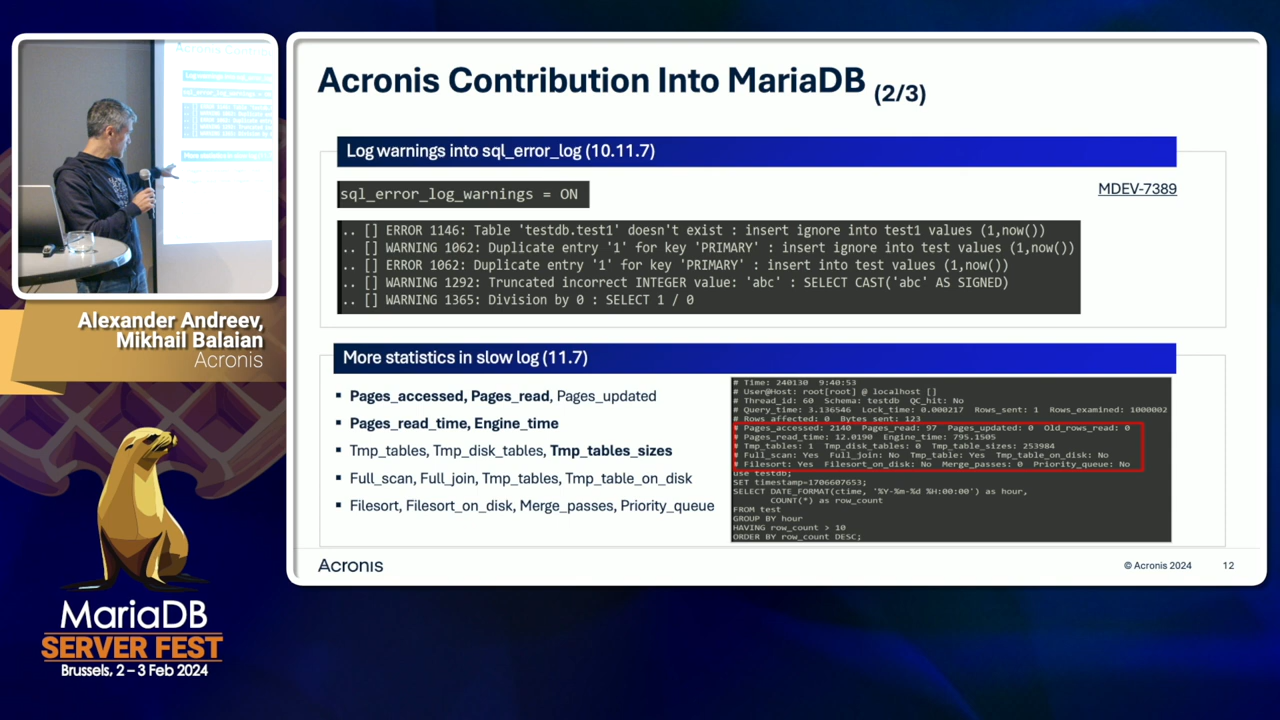 Acronis Contribution Into MariaDB (2/3)
Log warnings into sql_error_log (10.11.7)
sql_error_log_warnings = ON
MDEV-7389
.. [] ERROR 1146: Table 'testdb.test1' doesn't exist : insert ignore into test1 values (1,now())
.. [] WARNING 1062: Duplicate entry '1' for key 'PRIMARY' : insert ignore into test values (1,now())
.. [] ERROR 1062: Duplicate entry '1' for key 'PRIMARY' : insert into test values (1,now())
.. [] WARNING 1292: Truncated incorrect INTEGER value: 'abc' : SELECT CAST('abc' AS SIGNED)
.. [] WARNING 1365: Division by 0 : SELECT 1 / 0
More statistics in slow log (11.7)
▪ Pages_accessed, Pages_read, Pages_updated
▪ Pages_read_time, Engine_time
▪ Tmp_tables, Tmp_disk_tables, Tmp_tables_sizes
▪ Full_scan, Full_join, Tmp_tables, Tmp_table_on_disk
▪ Filesort, Filesort_on_disk, Merge_passes, Priority_queue
# Time: 240130 9:40:53
# User@Host: root[root] @ localhost []
# Thread_id: 60 Schema: testdb QC_hit: No
# Query_time: 3.136546 Lock_time: 0.000217 Rows_sent: 1 Rows_examined: 1000002
# Rows affected: 0 Bytes sent: 123
# Pages_accessed: 2140 Pages_read: 97 Pages_updated: 0 Old_rows_read: 0
# Pages_read_time: 12.0190 Engine_time: 795.1505
# Tmp_tables: 1 Tmp_disk_tables: 0 Tmp_table_sizes: 253984
# Full_scan: Yes Full_join: No Tmp_table: Yes Tmp_table_on_disk: No
# Filesort: Yes Filesort_on_disk: No Merge_passes: 0 Priority_queue: No
use testdb;
SET timestamp=1706607653;
SELECT DATE_FORMAT(ctime, '%Y-%m-%d %H:00:00') as hour,
COUNT(*) as row_count
FROM test
GROUP BY hour
HAVING row_count > 10
ORDER BY row_count DESC;
Acronis
© Acronis 2024
12
Alexander Andreev,
Mikhail Balaian
Acronis
MariaDB
SERVER FEST
Brussels, 2 – 3 Feb 2024